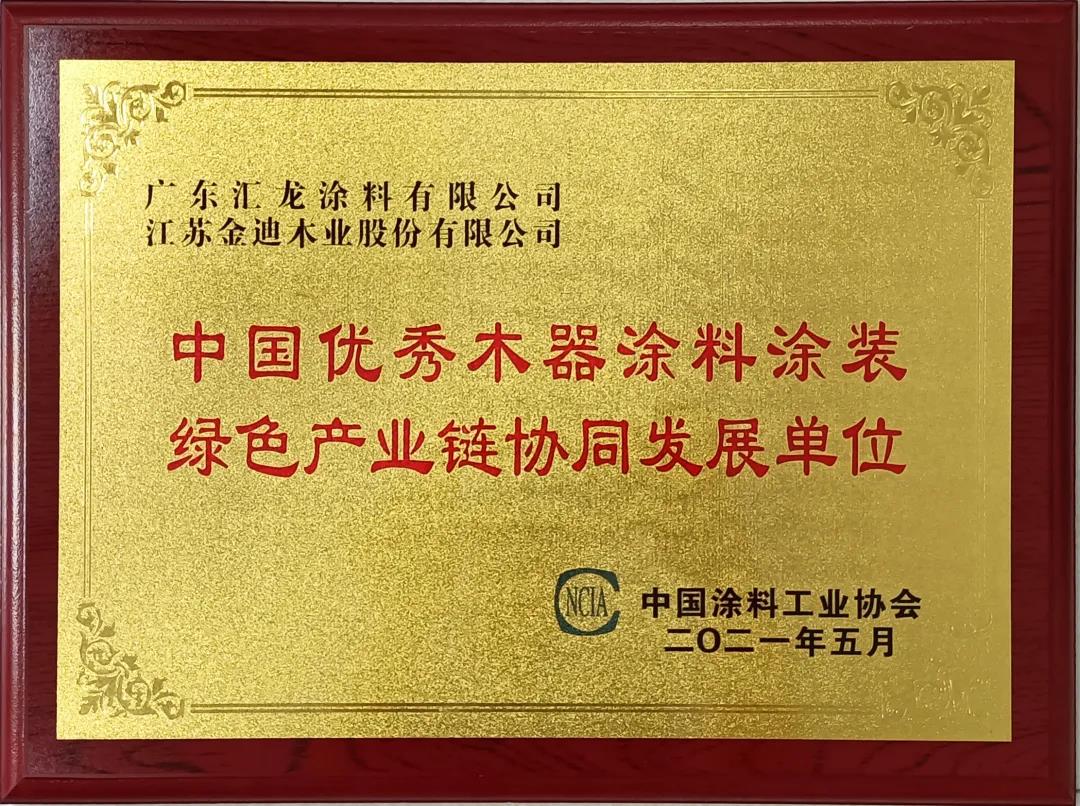 广东汇龙涂料有限公司
江苏金迪木业股份有限公司
中国优秀木器涂料涂装
绿色产业链协同发展单位
NCIA
中国涂料工业协会
二〇二一年五月